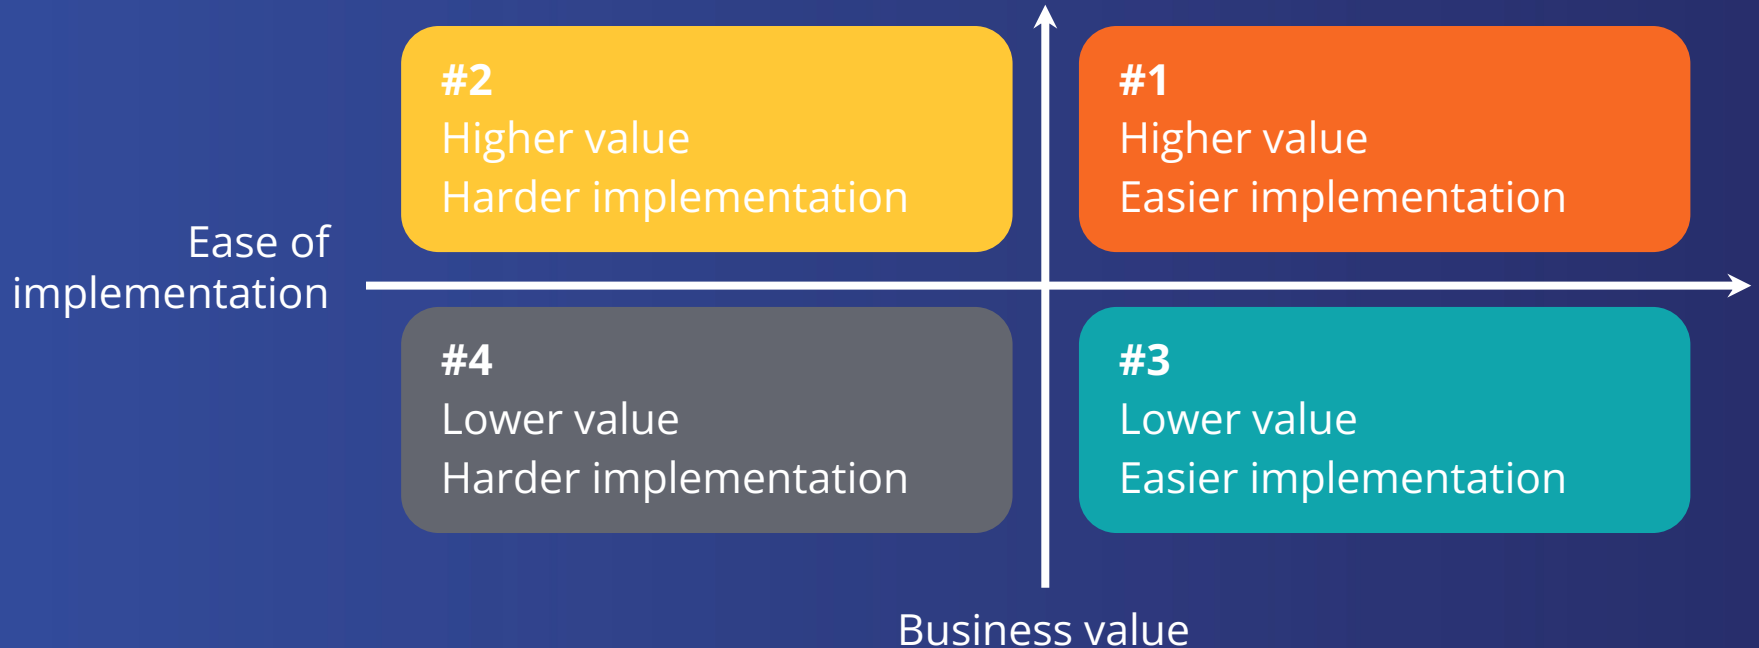 #2
Higher value
Harder implementation
#1
Higher value
Easier implementation
Ease of
implementation
#4
Lower value
Harder implementation
#3
Lower value
Easier implementation
Business value